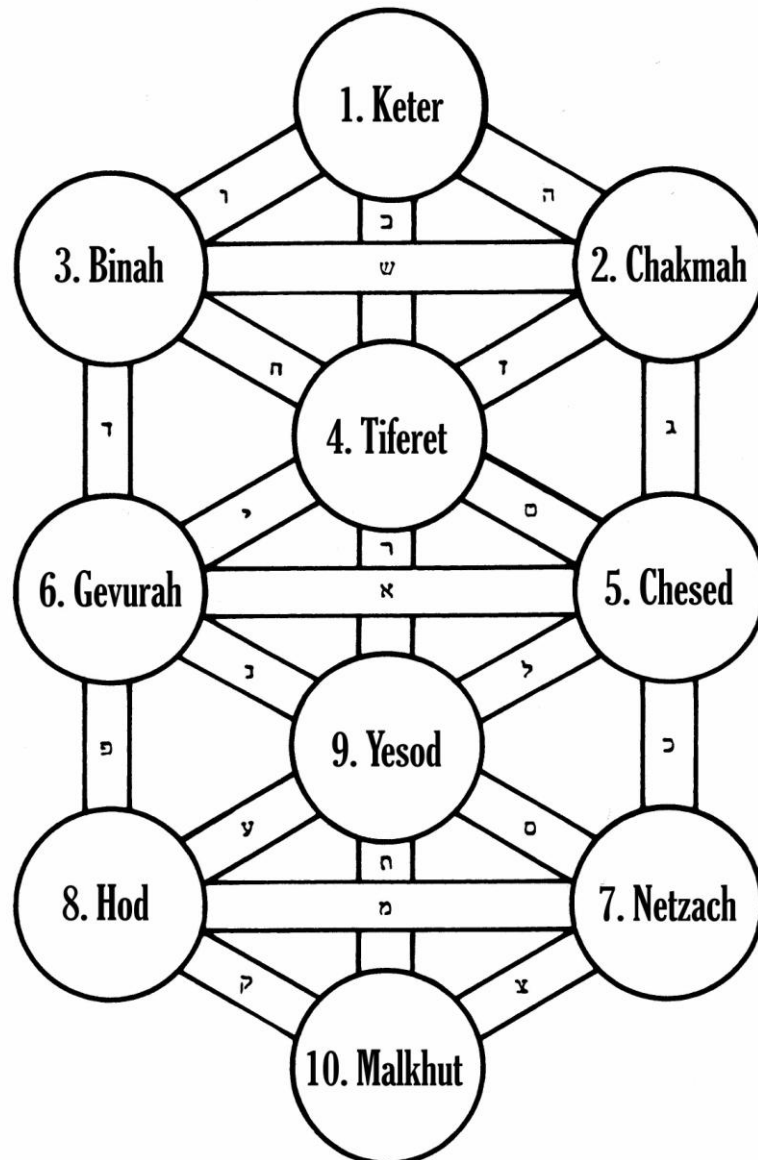 1. Keter
ו
ה
ב
3. Binah
ש
2. Chakmah
ח
ז
ד
4. Tiferet
ג
י
ט
ר
6. Gevurah
א
5. Chesed
נ
ל
פ
9. Yesod
כ
ע
ס
ת
8. Hod
מ
7. Netzach
ק
צ
10. Malkhut